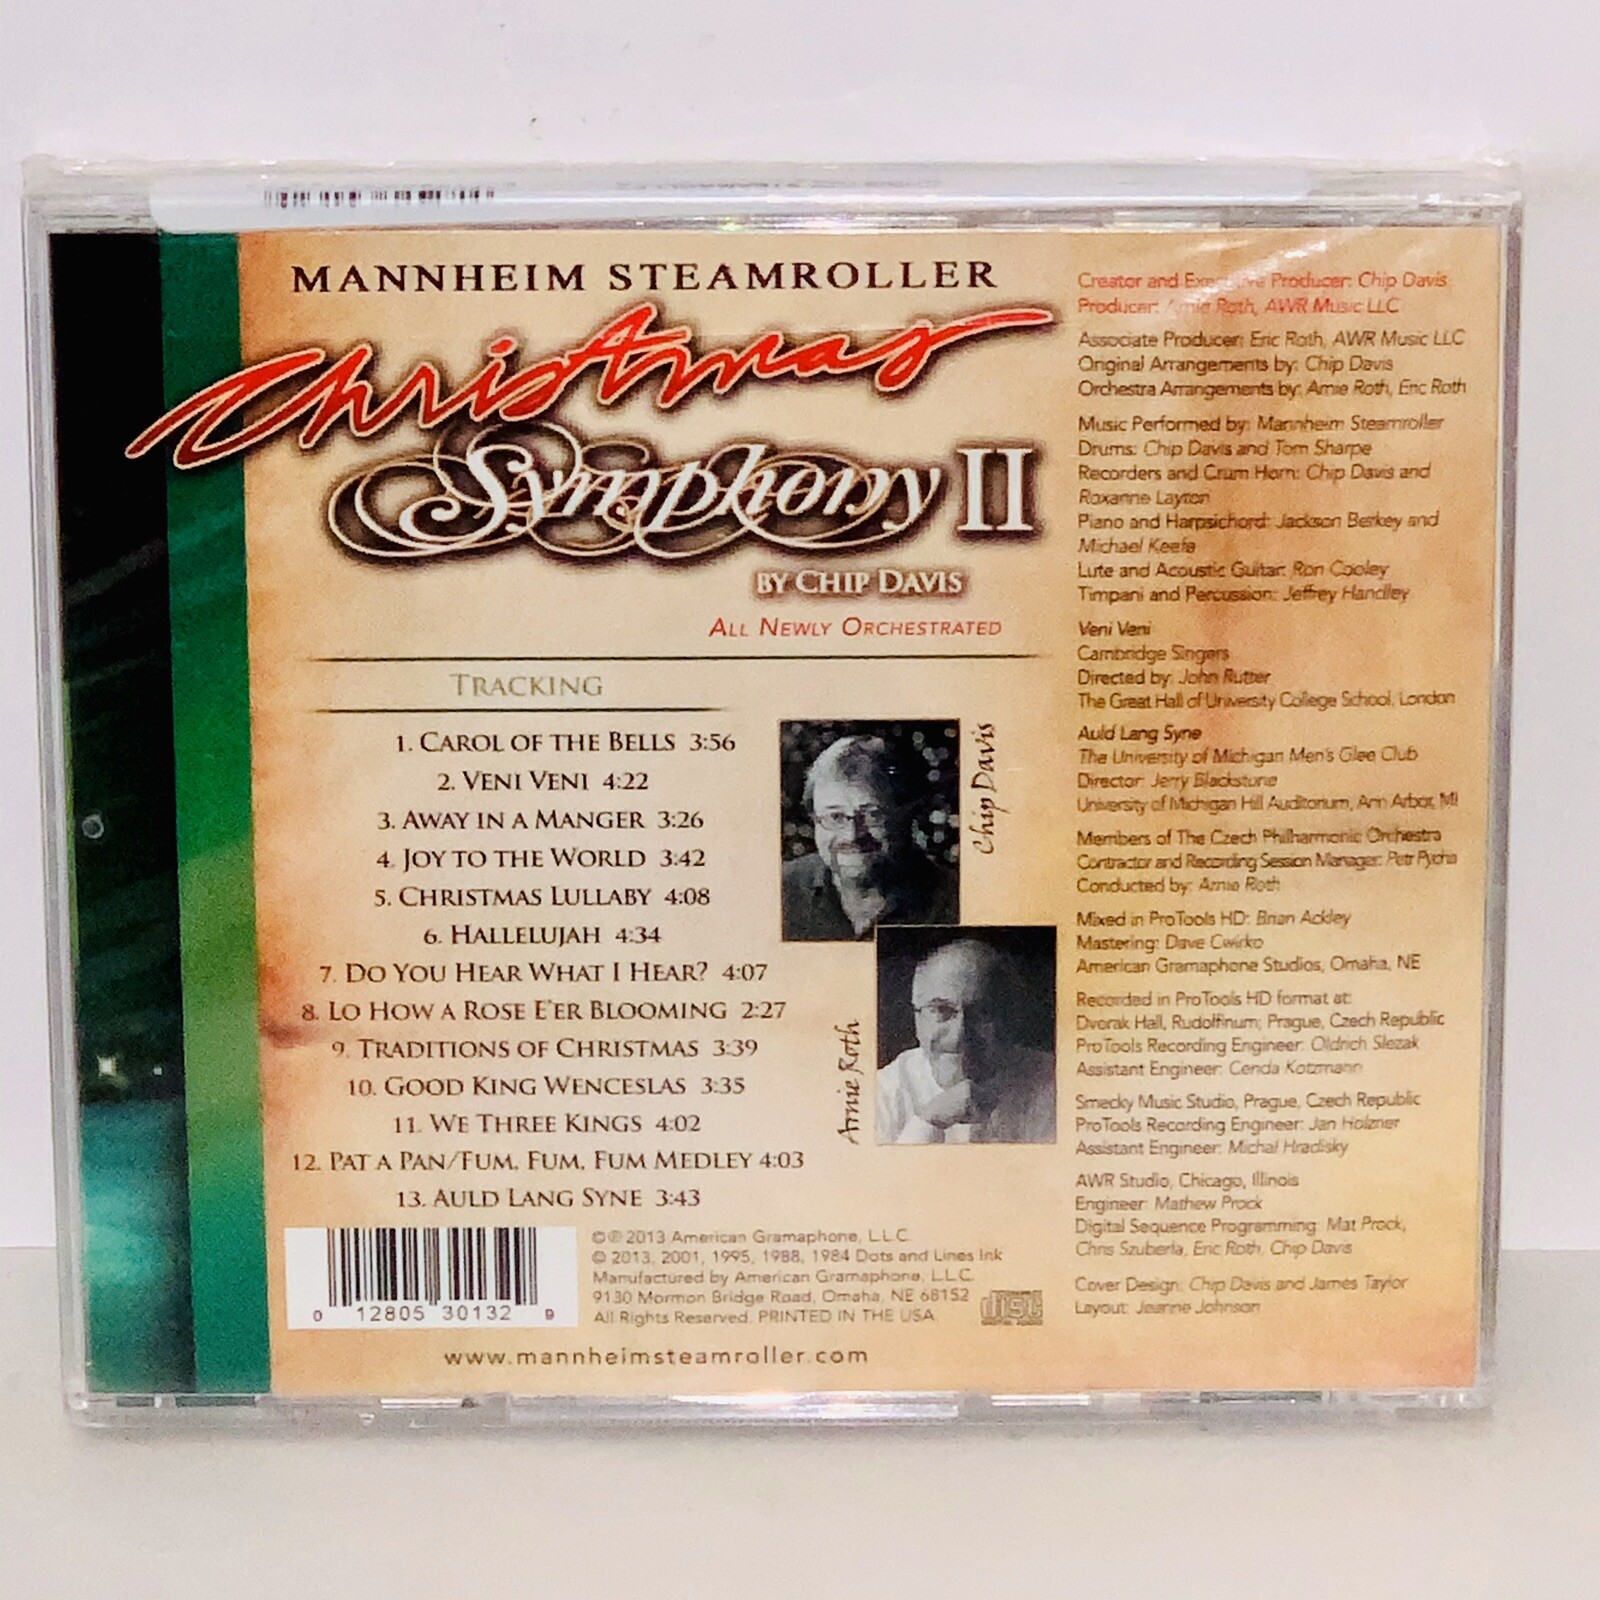 MANNHEIM STEAMROLLER
Christmas
Symphony II
BY CHIP DAVIS
ALL NEWLY ORCHESTRATED
TRACKING
1. CAROL OF THE BELLS 3:56
2. VENI VENI 4:22
3. AWAY IN A MANGER 3:26
4. JOY TO THE WORLD 3:42
5. CHRISTMAS LULLABY 4:08
6. HALLELUJAH 4:34
7. DO YOU HEAR WHAT I HEAR? 4:07
8. LO HOW A ROSE E'ER BLOOMING 2:27
9. TRADITIONS OF CHRISTMAS 3:39
10. GOOD KING WENCESLAS 3:35
11. WE THREE KINGS 4:02
12. PAT A PAN/FUM, FUM, FUM MEDLEY 4:03
13. AULD LANG SYNE 3:43
Chip Davis
Arnie Roth
0 12805 30132 9
©℗ 2013 American Gramaphone, L.L.C.
© 2013, 2001, 1995, 1988, 1984 Dots and Lines Ink
Manufactured by American Gramaphone, L.L.C.
9130 Mormon Bridge Road, Omaha, NE 68152
All Rights Reserved. PRINTED IN THE USA
disc
www.mannheimsteamroller.com
Creator and Executive Producer: Chip Davis
Producer: Arnie Roth, AWR Music LLC
Associate Producer: Eric Roth, AWR Music LLC
Original Arrangements by: Chip Davis
Orchestra Arrangements by: Arnie Roth, Eric Roth
Music Performed by: Mannheim Steamroller
Drums: Chip Davis and Tom Sharpe
Recorders and Crum Horn: Chip Davis and
Roxanne Layton
Piano and Harpsichord: Jackson Berkey and
Michael Keefe
Lute and Acoustic Guitar: Ron Cooley
Timpani and Percussion: Jeffrey Handley
Veni Veni
Cambridge Singers
Directed by: John Rutter
The Great Hall of University College School, London
Auld Lang Syne
The University of Michigan Men's Glee Club
Director: Jerry Blackstone
University of Michigan Hill Auditorium, Ann Arbor, MI
Members of The Czech Philharmonic Orchestra
Contractor and Recording Session Manager: Petr Pycha
Conducted by: Arnie Roth
Mixed in ProTools HD: Brian Ackley
Mastering: Dave Cwirko
American Gramaphone Studios, Omaha, NE
Recorded in ProTools HD format at:
Dvorak Hall, Rudolfinum, Prague, Czech Republic
ProTools Recording Engineer: Oldrich Slezak
Assistant Engineer: Cenda Kotzmann
Smecky Music Studio, Prague, Czech Republic
ProTools Recording Engineer: Jan Holzner
Assistant Engineer: Michal Hradisky
AWR Studio, Chicago, Illinois
Engineer: Mathew Prock
Digital Sequence Programming: Mat Prock,
Chris Szuberla, Eric Roth, Chip Davis
Cover Design: Chip Davis and James Taylor
Layout: Jeanne Johnson